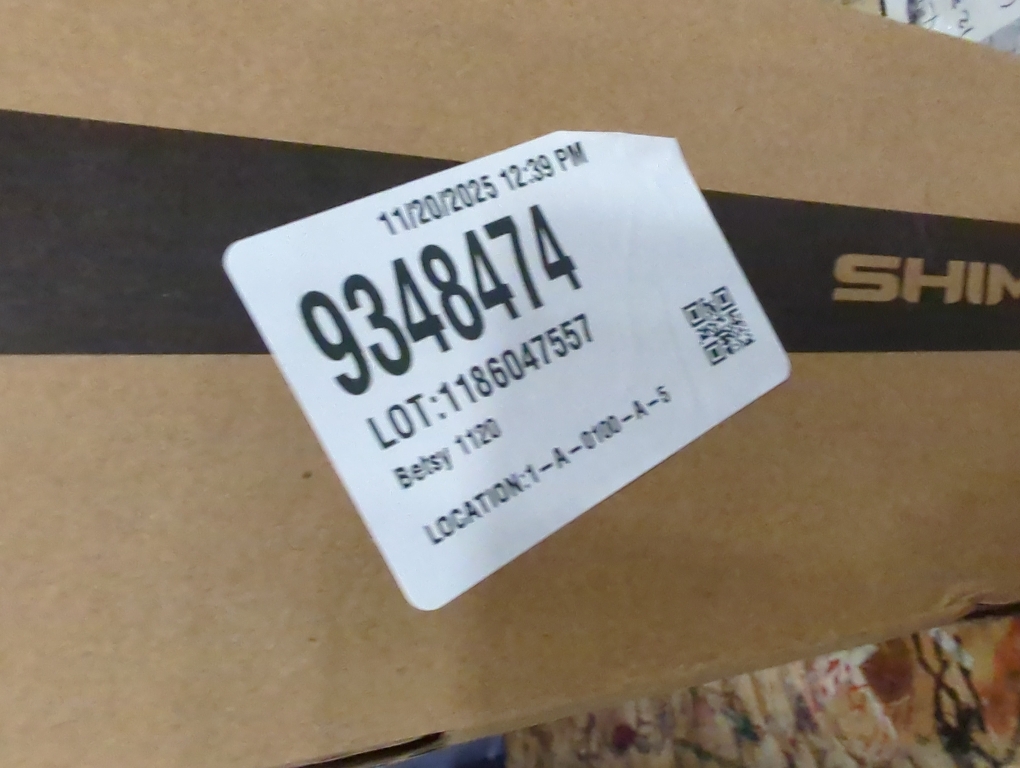 11/20/2025 12:39 PM
9348474
LOT:1186047557
Betsy 1120
LOCATION:1-A-0100-A-5
SHIM